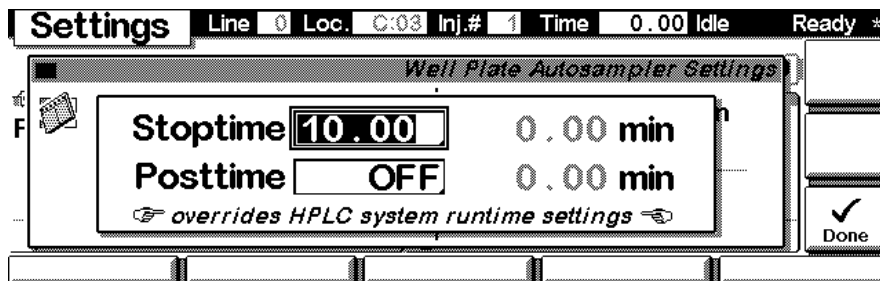 Settings Line 0 Loc. C:03 Inj.# 1 Time 0.00 Idle Ready *
Well Plate Autosampler Settings
F
Stoptime 10.00 0.00 min
Posttime OFF 0.00 min
overrides HPLC system runtime settings
Done